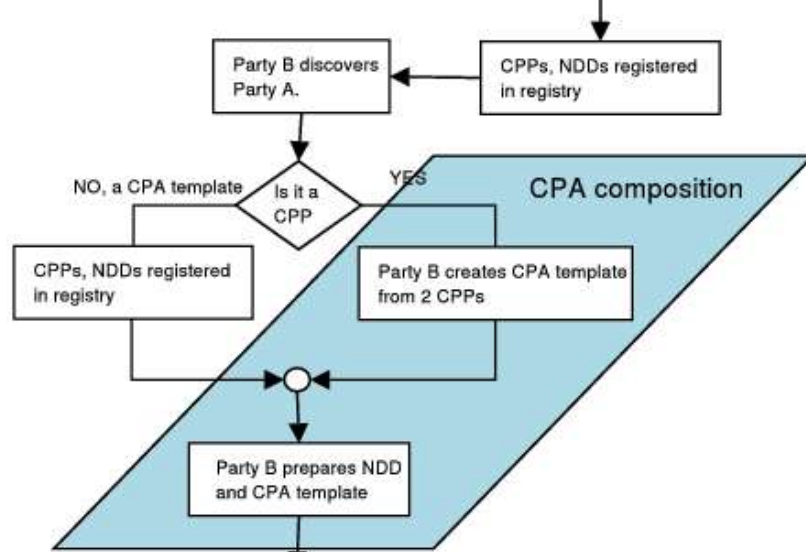 Party B discovers
Party A.
CPPs, NDDs registered
in registry
NO, a CPA template
Is it a
CPP
YES
CPA composition
CPPs, NDDs registered
in registry
Party B creates CPA template
from 2 CPPs
Party B prepares NDD
and CPA template